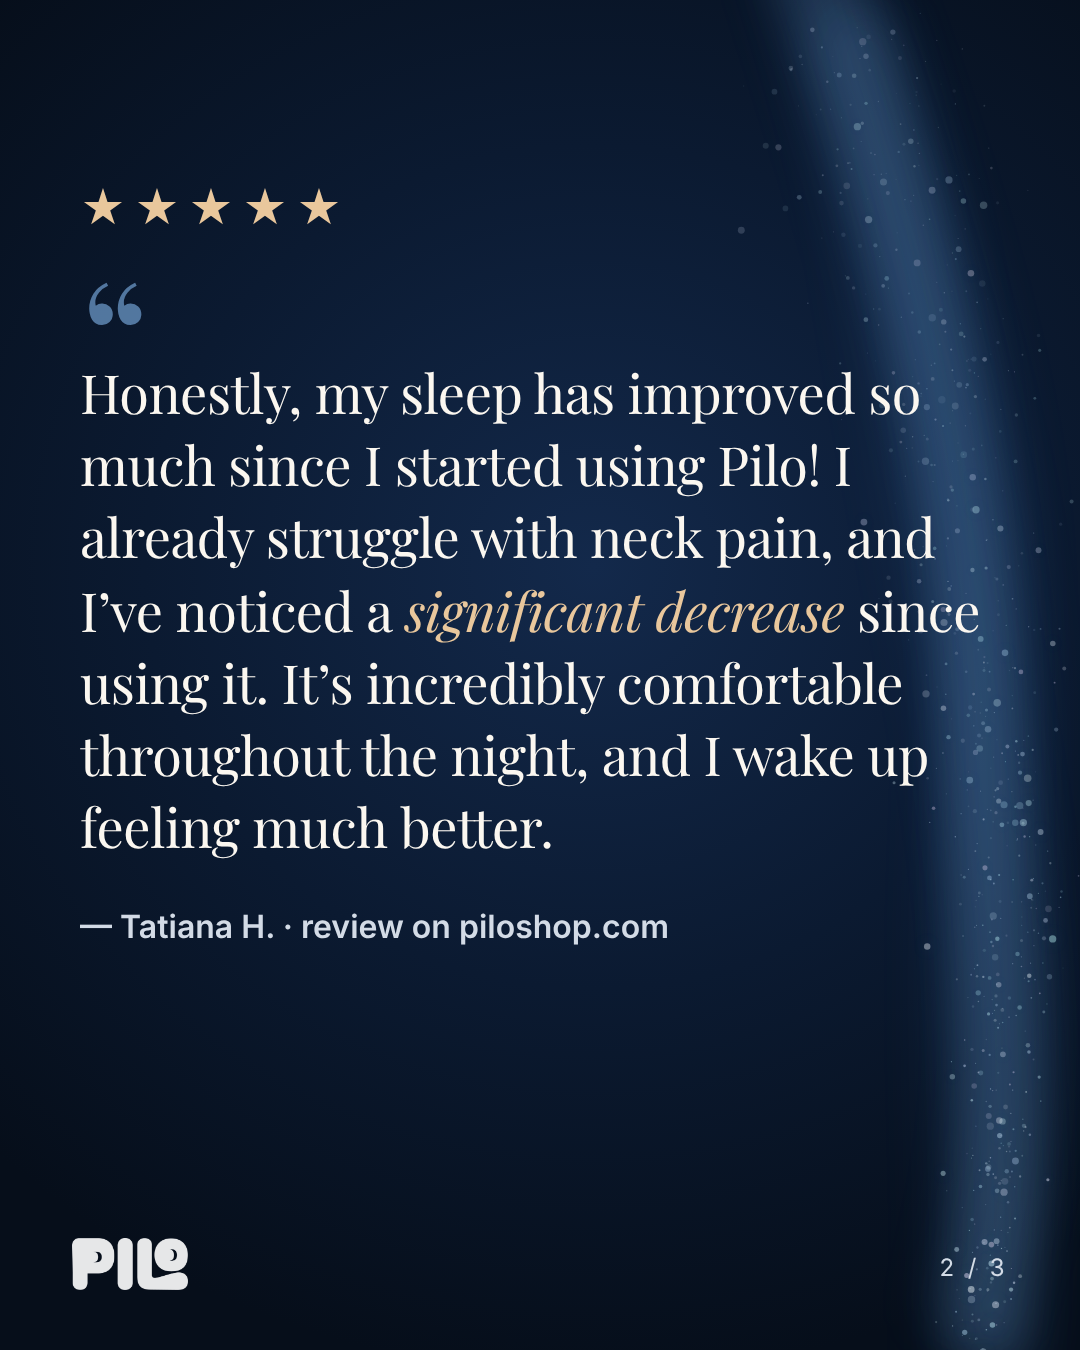 ★★★★★
“
Honestly, my sleep has improved so
much since I started using Pilo! I
already struggle with neck pain, and
I’ve noticed a significant decrease since
using it. It’s incredibly comfortable
throughout the night, and I wake up
feeling much better.
— Tatiana H. · review on piloshop.com
PILO
2 / 3